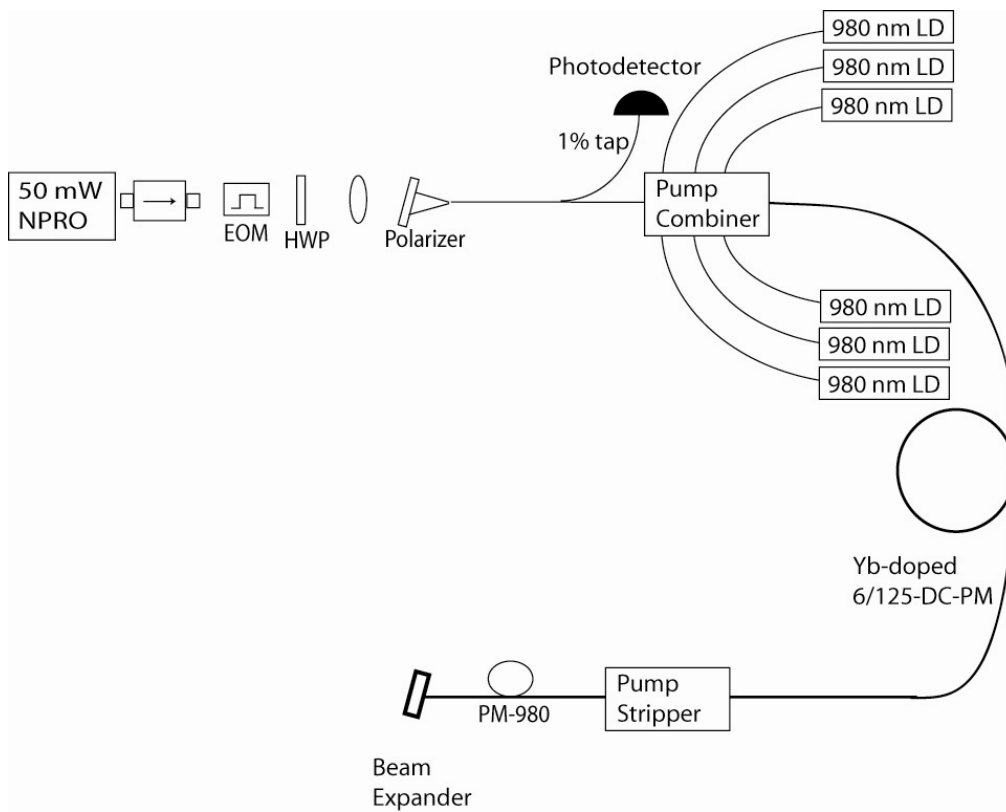 980 nm LD
980 nm LD
980 nm LD
Photodetector
1% tap
50 mW
NPRO
EOM
HWP
Polarizer
Pump
Combiner
980 nm LD
980 nm LD
980 nm LD
Yb-doped
6/125-DC-PM
Pump
Stripper
PM-980
Beam
Expander